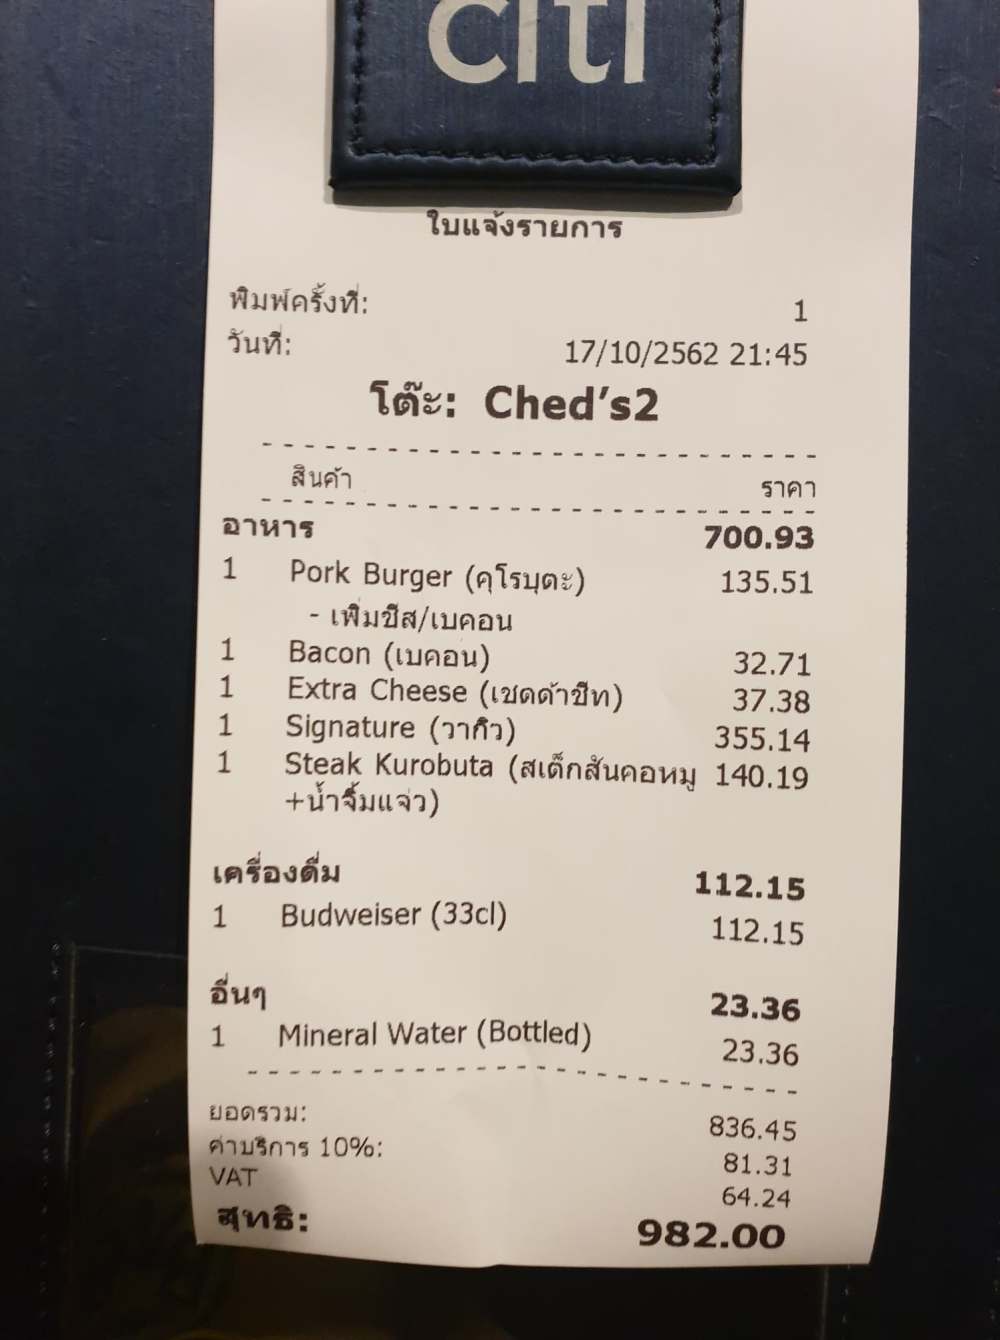 citi
ใบแจ้งรายการ
พิมพ์ครั้งที่: 1
วันที่: 17/10/2562 21:45
โต๊ะ: Ched's2
สินค้า ราคา
อาหาร 700.93
1 Pork Burger (คุโรบุตะ) 135.51
- เพิ่มชีส/เบคอน
1 Bacon (เบคอน) 32.71
1 Extra Cheese (เชดด้าชีท) 37.38
1 Signature (วากิว) 355.14
1 Steak Kurobuta (สเต็กสันคอหมู 140.19
+น้ำจิ้มแจ่ว)
เครื่องดื่ม 112.15
1 Budweiser (33cl) 112.15
อื่นๆ 23.36
1 Mineral Water (Bottled) 23.36
ยอดรวม: 836.45
ค่าบริการ 10%: 81.31
VAT 64.24
สุทธิ: 982.00